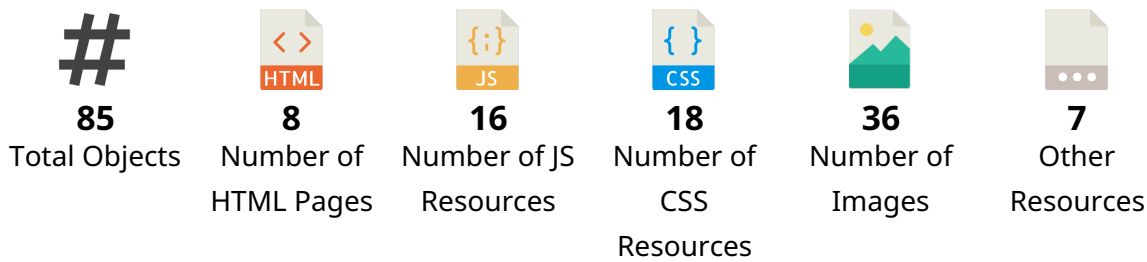 #
HTML
{;}
JS
{ }
CSS
85
Total Objects
8
Number of
HTML Pages
16
Number of JS
Resources
18
Number of
CSS
Resources
36
Number of
Images
7
Other
Resources